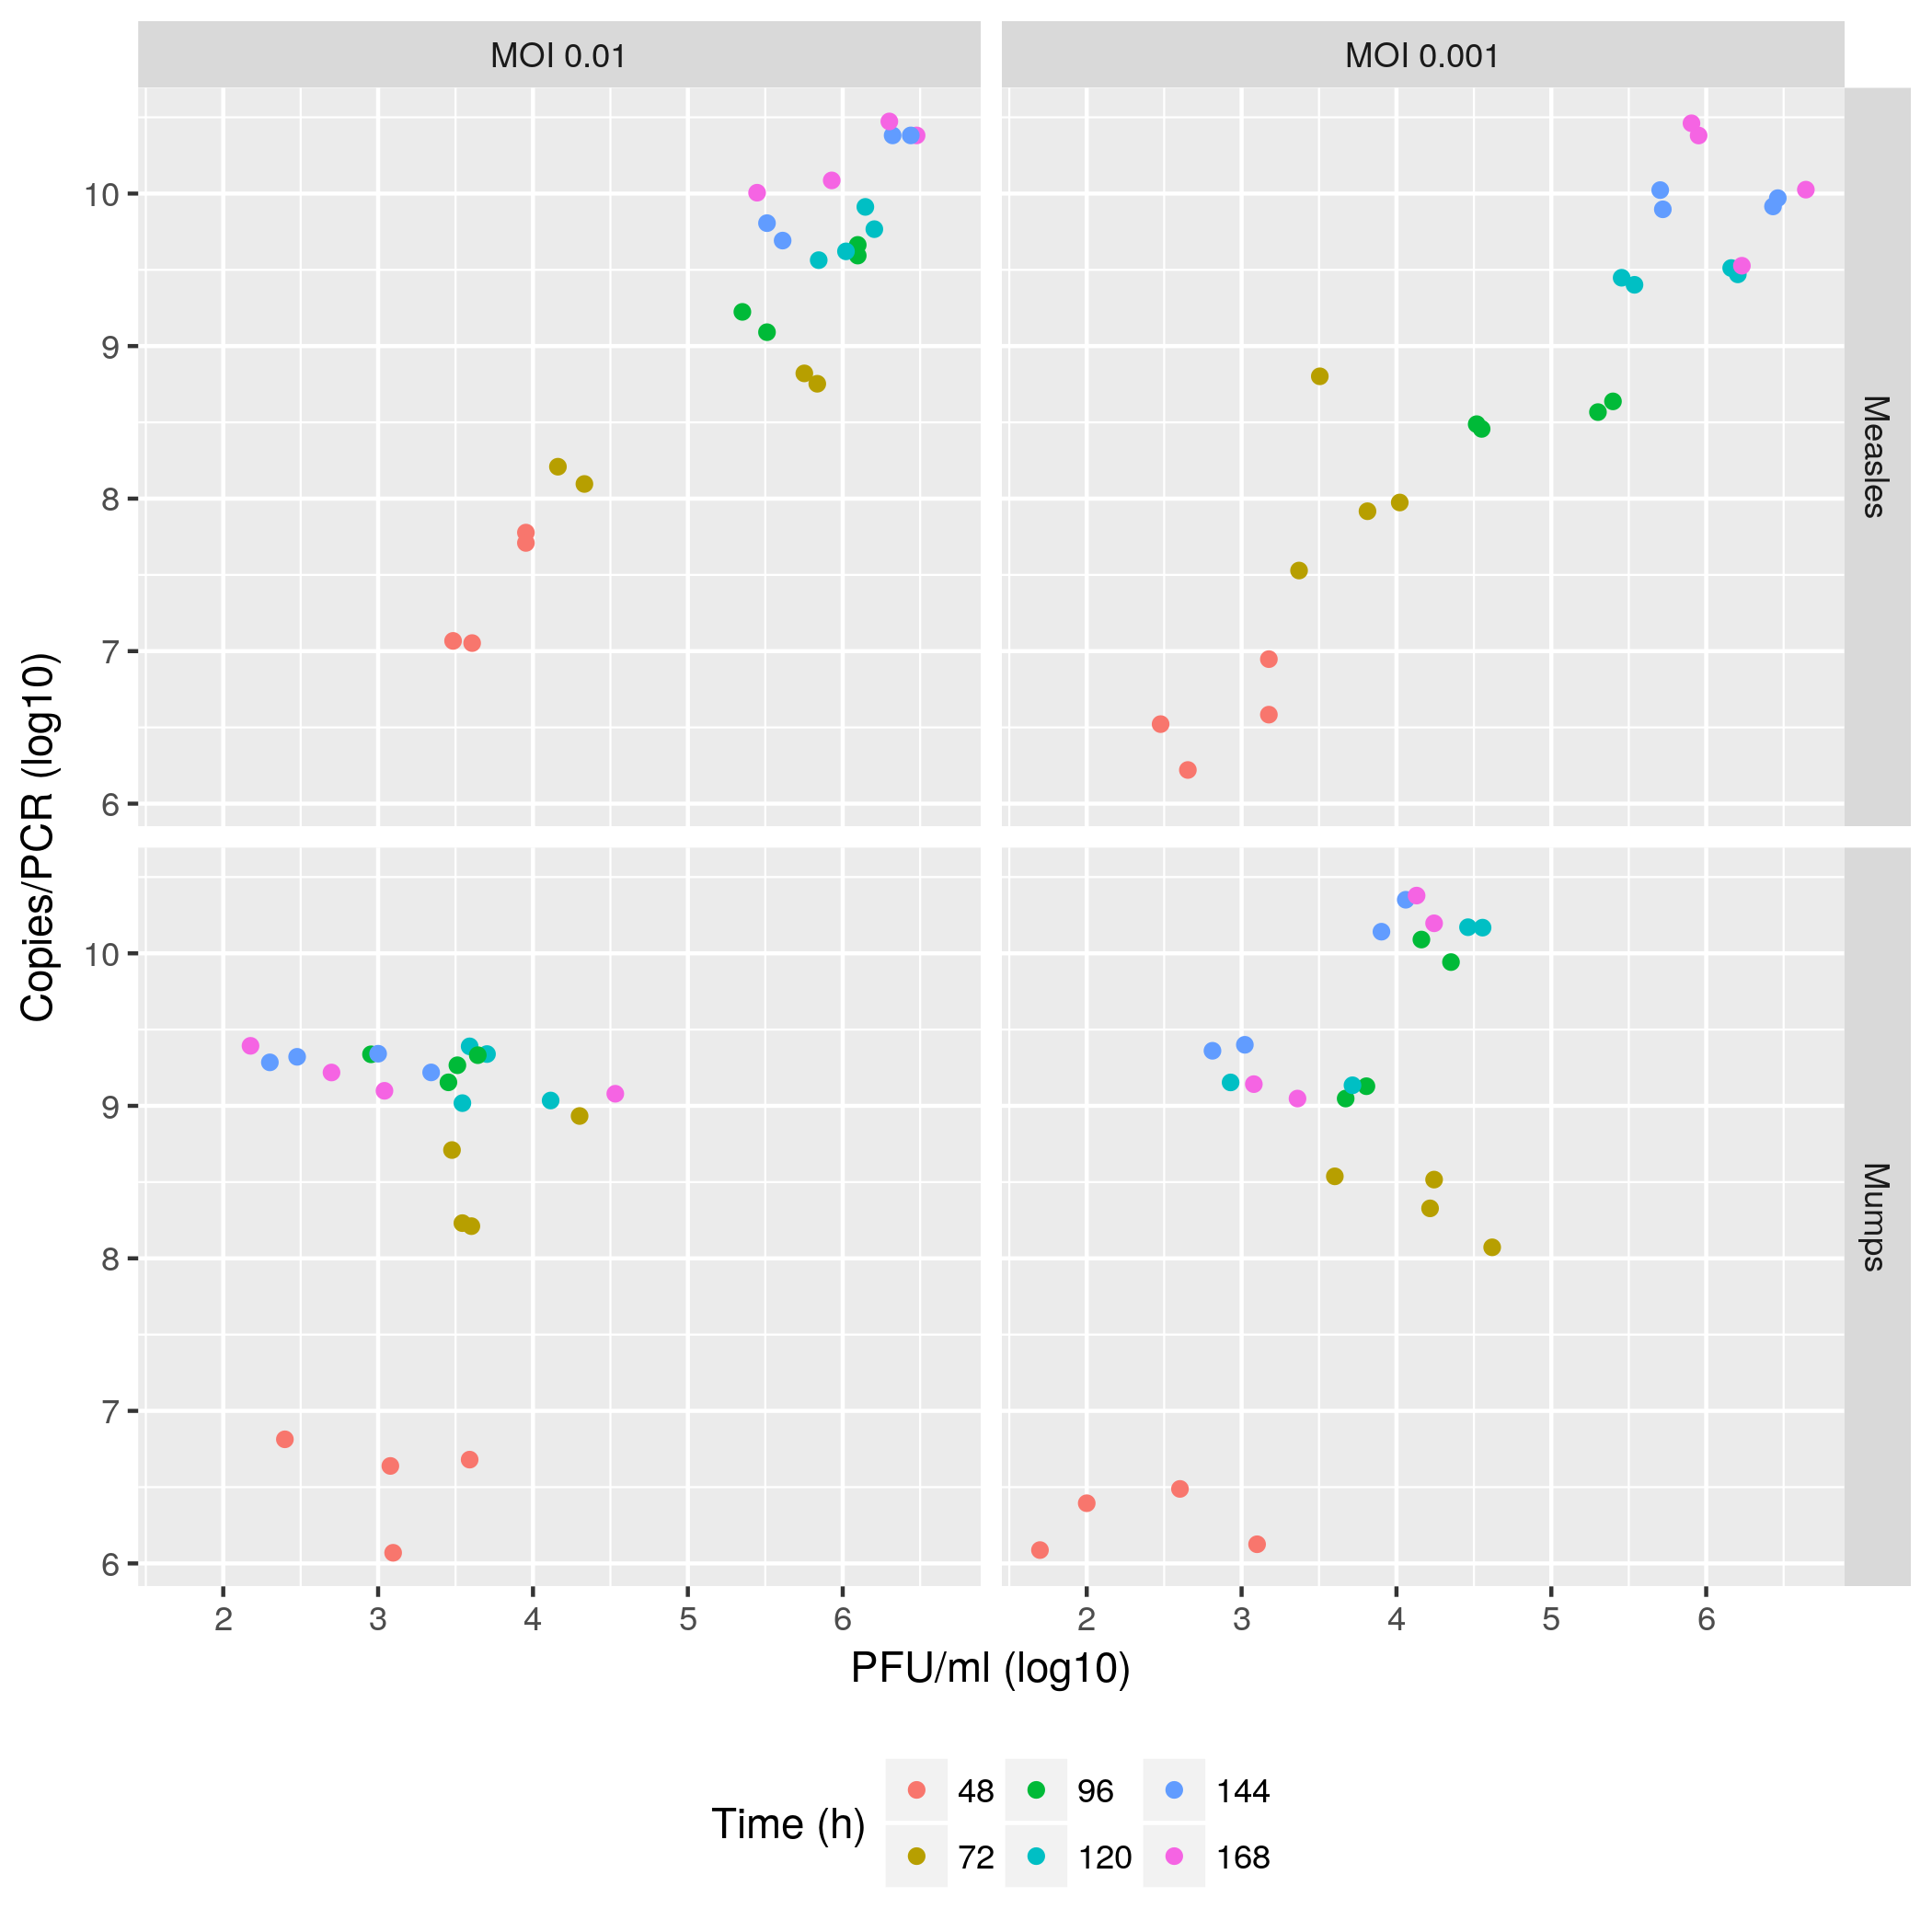 MOI 0.01
MOI 0.001
10
9
8
7
6
Measles
Copies/PCR (log10)
10
9
8
7
6
Mumps
2 3 4 5 6
2 3 4 5 6
PFU/ml (log10)
Time (h)
48 96 144
72 120 168